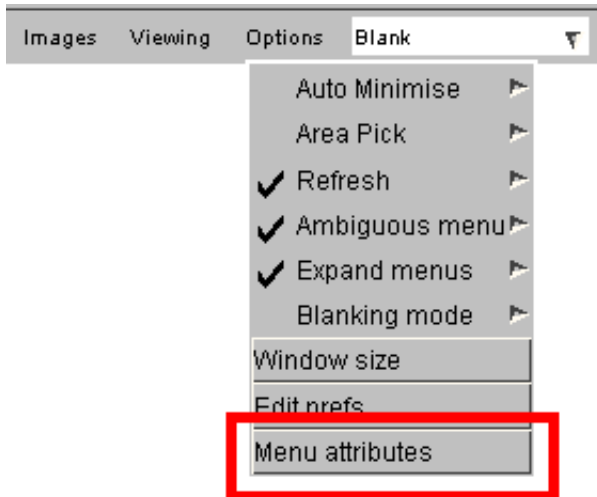 Images Viewing Options Blank
Auto Minimise
Area Pick
Refresh
Ambiguous menu
Expand menus
Blanking mode
Window size
Edit prefs
Menu attributes